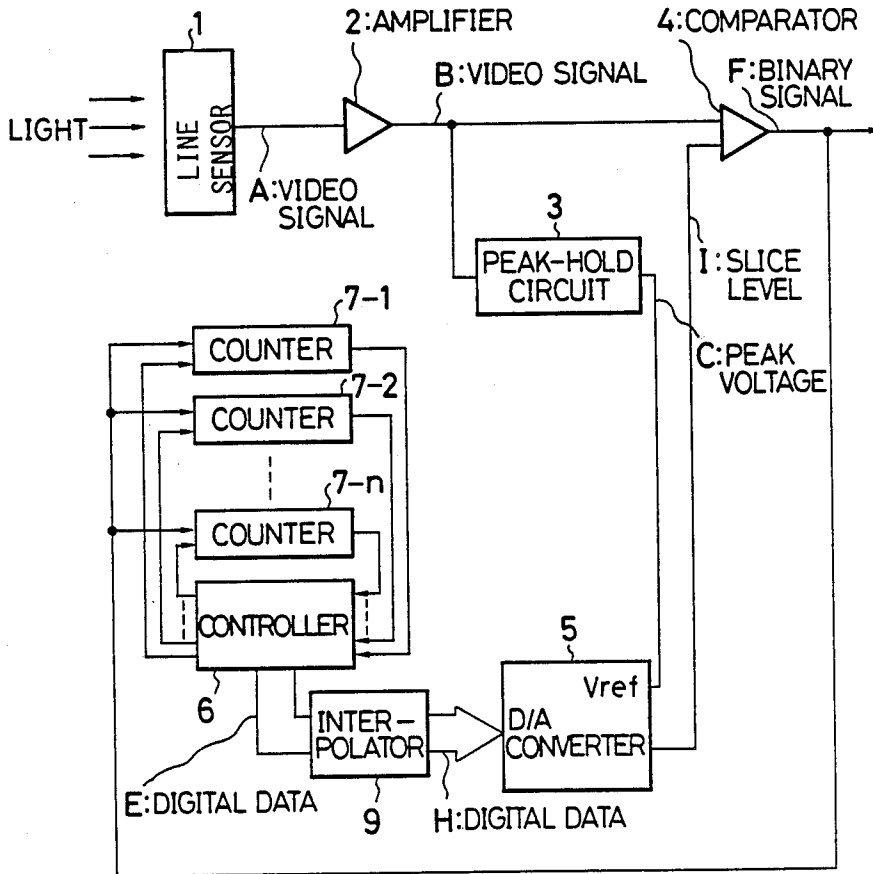 1
2:AMPLIFIER
4:COMPARATOR
B:VIDEO SIGNAL
F:BINARY
SIGNAL
LIGHT
LINE
SENSOR
A:VIDEO
SIGNAL
3
PEAK-HOLD
CIRCUIT
I:SLICE
LEVEL
C:PEAK
VOLTAGE
7-1
COUNTER
7-2
COUNTER
7-n
COUNTER
CONTROLLER
6
5
Vref
D/A
CONVERTER
INTER-
POLATOR
9
E:DIGITAL DATA
H:DIGITAL DATA